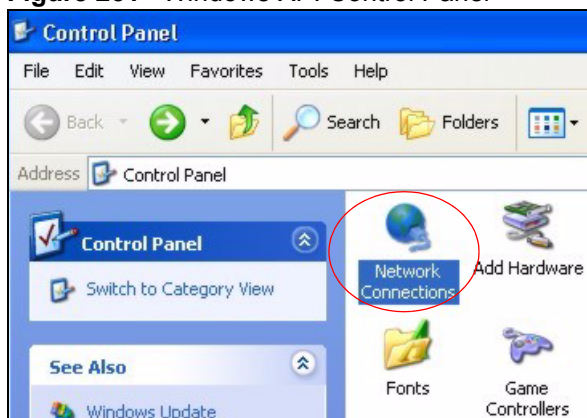 Control Panel
File Edit View Favorites Tools Help
Back Search Folders
Address Control Panel
Control Panel
Switch to Category View
See Also
Windows Update
Network Connections
Add Hardware
Fonts
Game Controllers